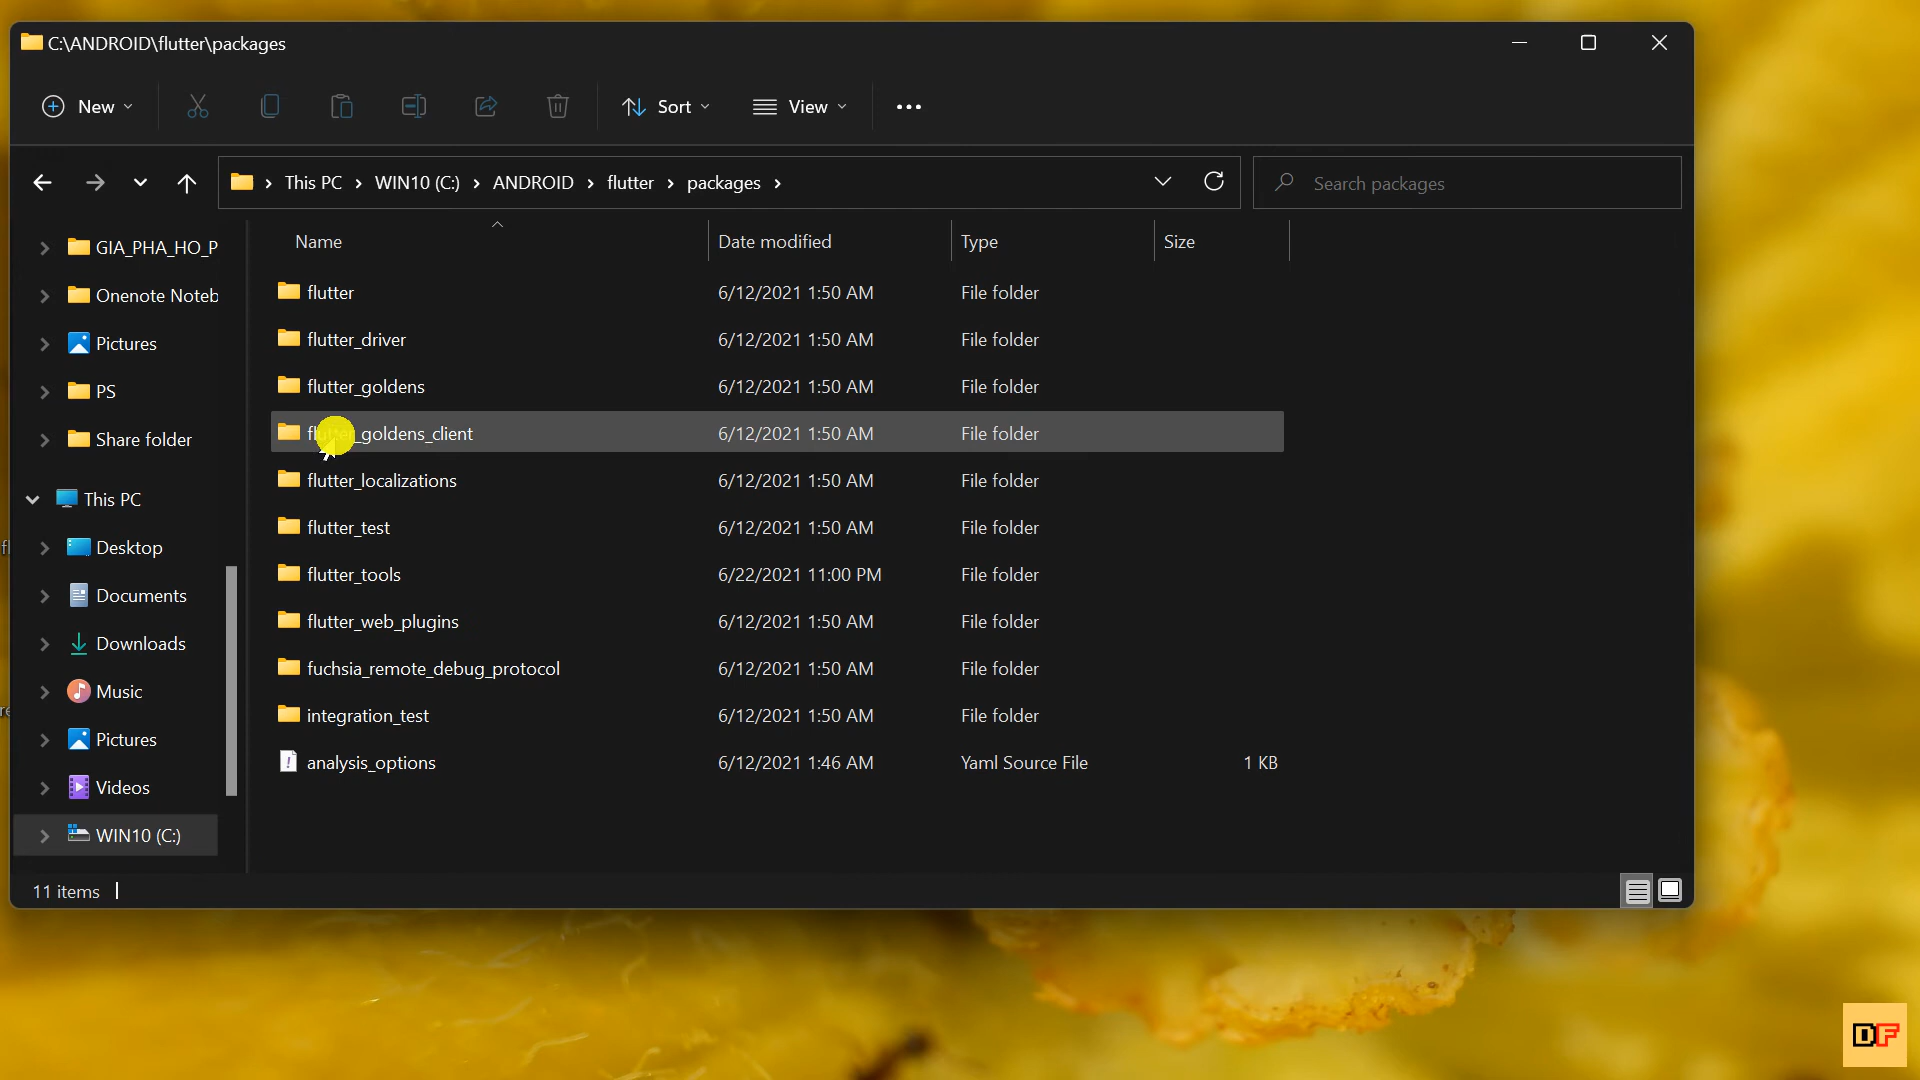 C:\ANDROID\flutter\packages
New
Sort
View
This PC > WIN10 (C:) > ANDROID > flutter > packages >
Search packages
Name
Date modified
Type
Size
GIA_PHA_HO_P
Onenote Noteb
Pictures
PS
Share folder
This PC
Desktop
Documents
Downloads
Music
Pictures
Videos
WIN10 (C:)
flutter 6/12/2021 1:50 AM File folder
flutter_driver 6/12/2021 1:50 AM File folder
flutter_goldens 6/12/2021 1:50 AM File folder
flutter_goldens_client 6/12/2021 1:50 AM File folder
flutter_localizations 6/12/2021 1:50 AM File folder
flutter_test 6/12/2021 1:50 AM File folder
flutter_tools 6/22/2021 11:00 PM File folder
flutter_web_plugins 6/12/2021 1:50 AM File folder
fuchsia_remote_debug_protocol 6/12/2021 1:50 AM File folder
integration_test 6/12/2021 1:50 AM File folder
analysis_options 6/12/2021 1:46 AM Yaml Source File 1 KB
11 items
DF